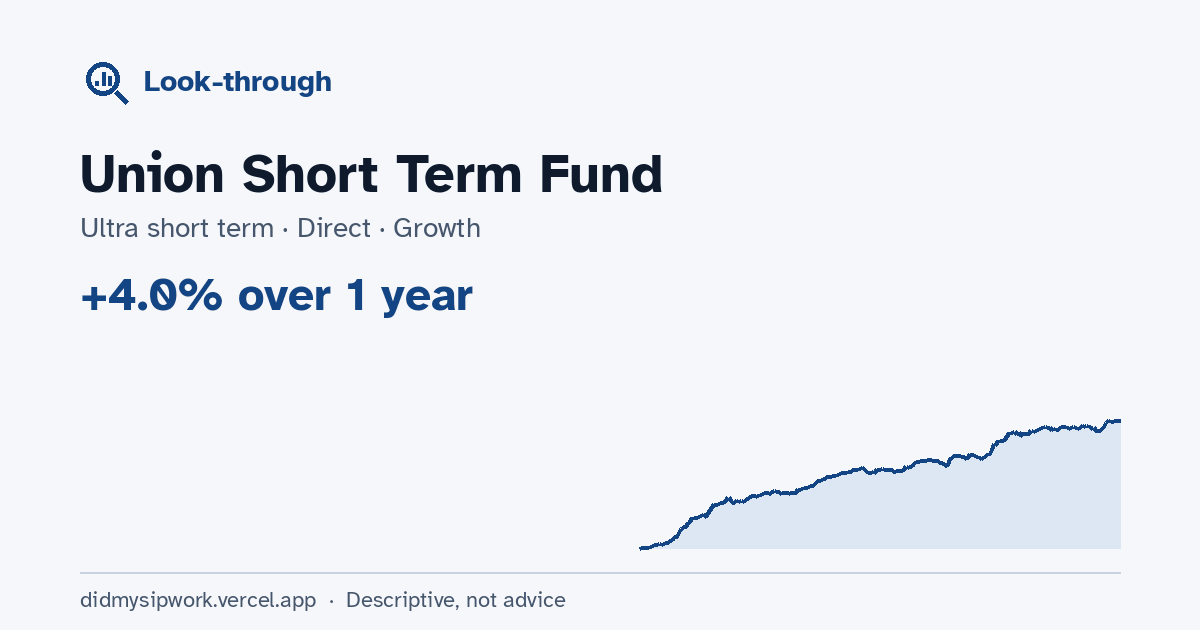 Look-through
Union Short Term Fund
Ultra short term · Direct · Growth
+4.0% over 1 year
didmysipwork.vercel.app · Descriptive, not advice